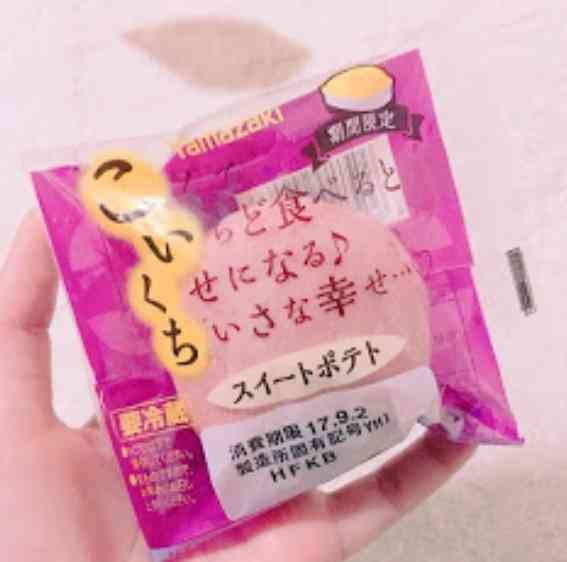 Yamazaki
期間限定
こいくち
ちど食べると
せになる♪
いさな幸せ…
スイートポテト
要冷蔵
消費期限 17.9.2
製造所固有記号 YH1
HFKB